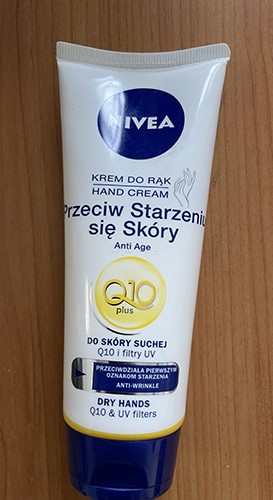 NIVEA
KREM DO RĄK
HAND CREAM
Przeciw Starzeniu
się Skóry
Anti Age
Q10
plus
DO SKÓRY SUCHEJ
Q10 i filtry UV
PRZECIWDZIAŁA PIERWSZYM
OZNAKOM STARZENIA
ANTI-WRINKLE
DRY HANDS
Q10 & UV filters